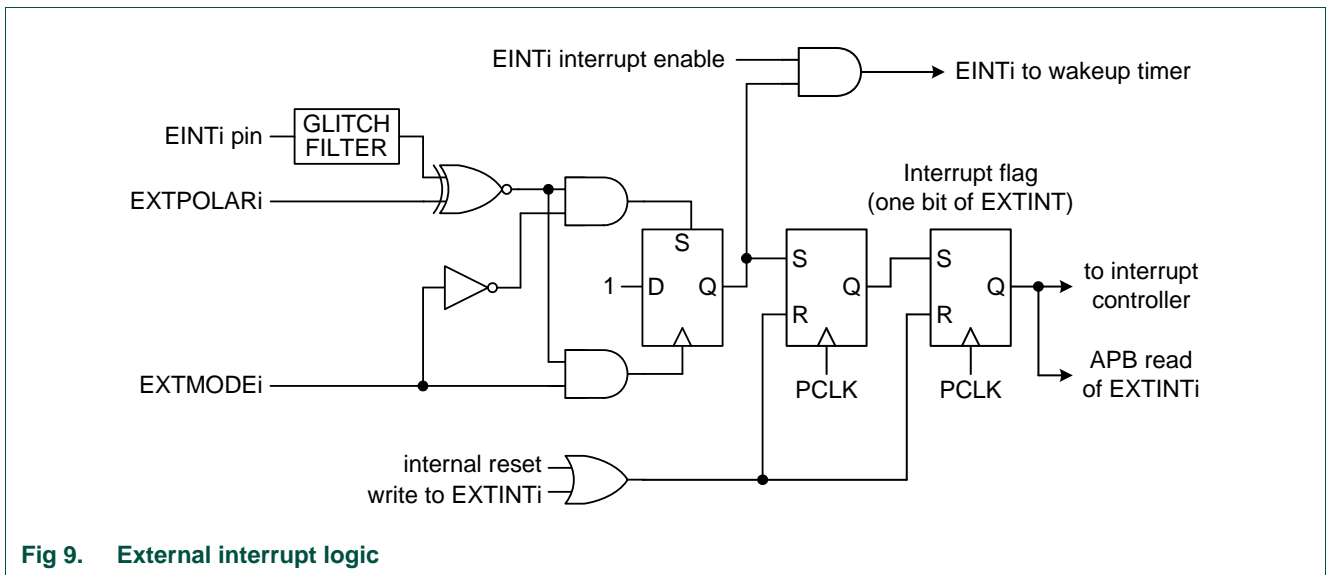 EINTi interrupt enable
EINTi to wakeup timer
EINTi pin
GLITCH
FILTER
EXTPOLARi
Interrupt flag
(one bit of EXTINT)
S
1
D
Q
S
Q
R
S
Q
R
to interrupt
controller
EXTMODEi
PCLK
PCLK
APB read
of EXTINTi
internal reset
write to EXTINTi
Fig 9. External interrupt logic